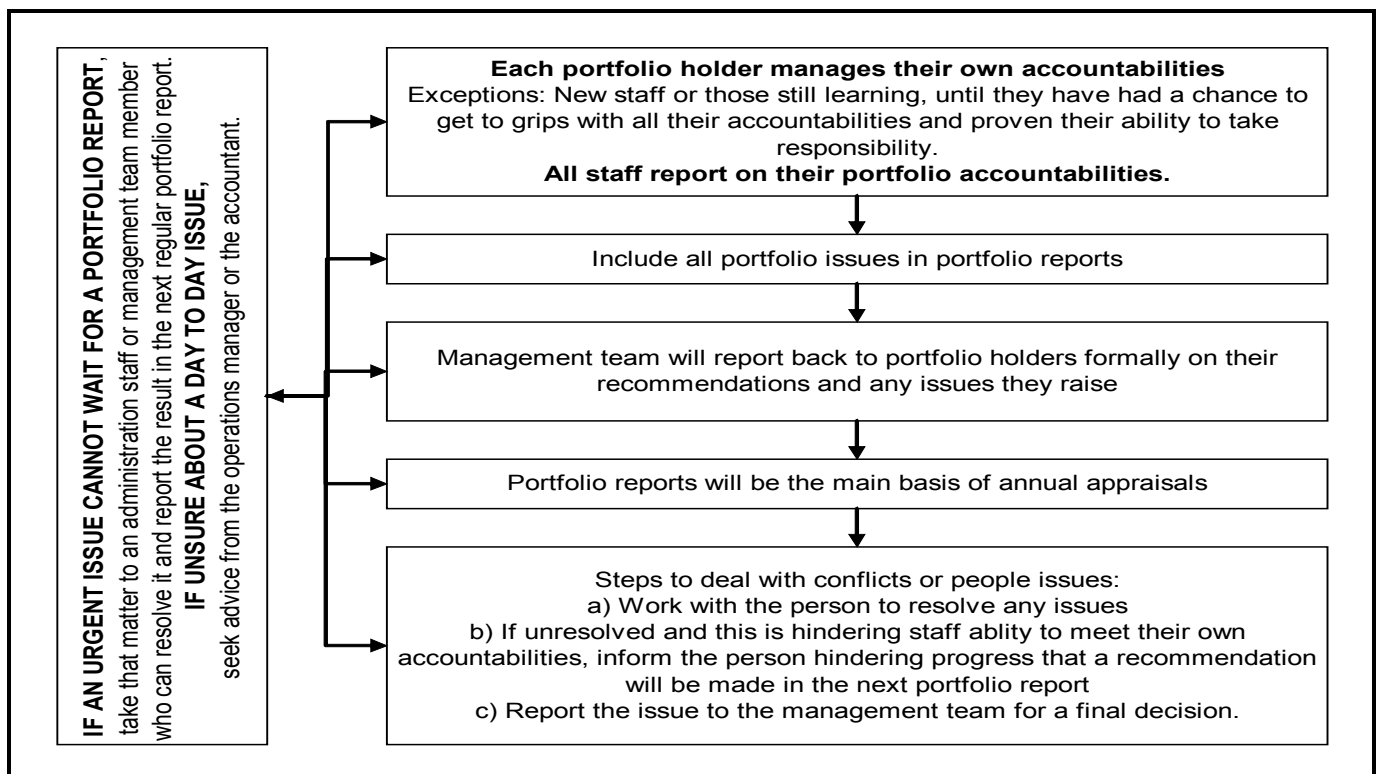 IF AN URGENT ISSUE CANNOT WAIT FOR A PORTFOLIO REPORT,
take that matter to an administration staff or management team member
who can resolve it and report the result in the next regular portfolio report.
IF UNSURE ABOUT A DAY TO DAY ISSUE,
seek advice from the operations manager or the accountant.
Each portfolio holder manages their own accountabilities
Exceptions: New staff or those still learning, until they have had a chance to
get to grips with all their accountabilities and proven their ability to take
responsibility.
All staff report on their portfolio accountabilities.
Include all portfolio issues in portfolio reports
Management team will report back to portfolio holders formally on their
recommendations and any issues they raise
Portfolio reports will be the main basis of annual appraisals
Steps to deal with conflicts or people issues:
a) Work with the person to resolve any issues
b) If unresolved and this is hindering staff ablity to meet their own
accountabilities, inform the person hindering progress that a recommendation
will be made in the next portfolio report
c) Report the issue to the management team for a final decision.